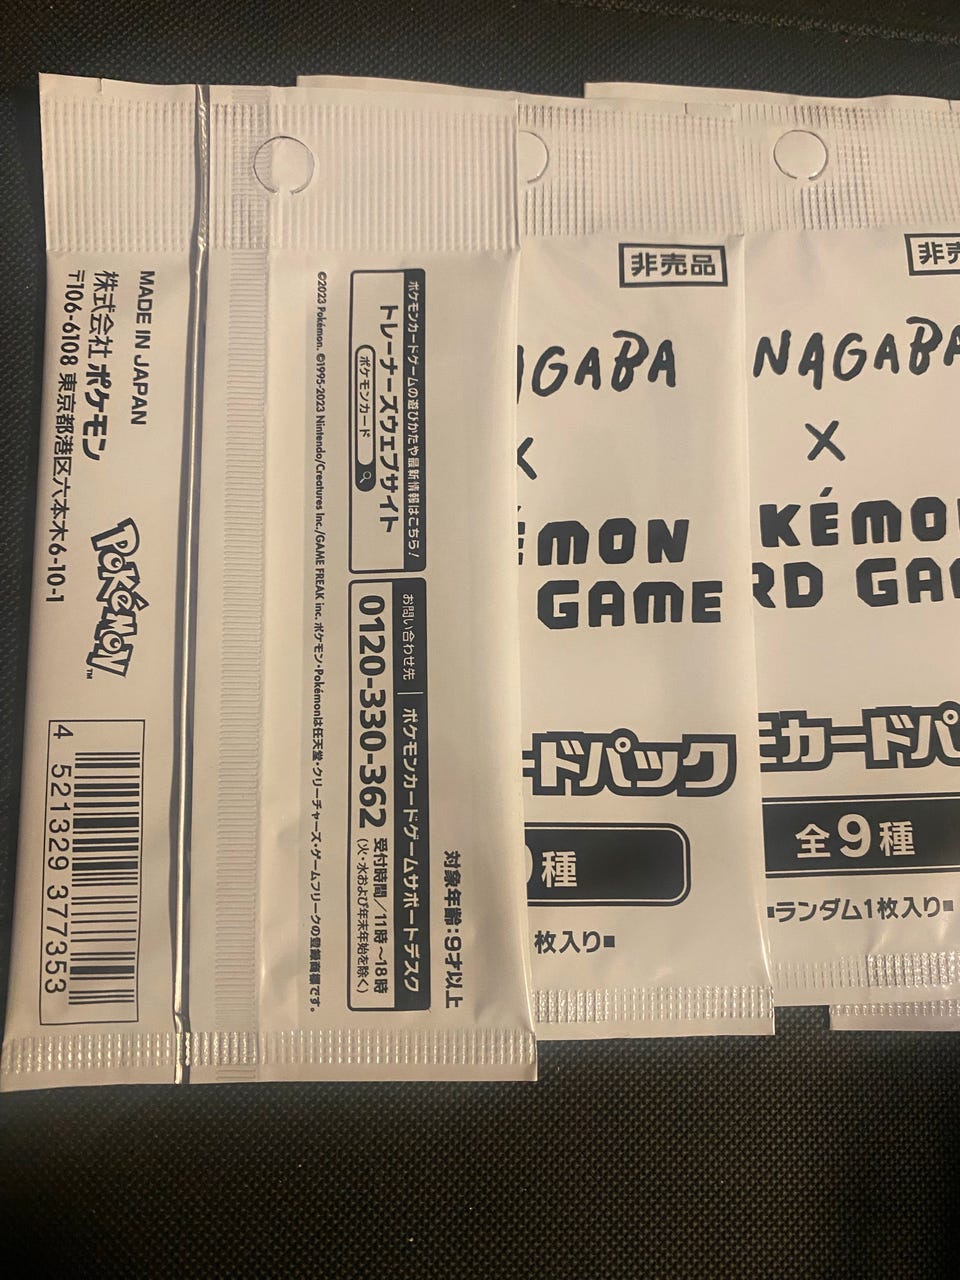 MADE IN JAPAN
株式会社 ポケモン
〒106-6108 東京都港区六本木6-10-1
POKéMON™
4 521329 377353
対象年齢:9才以上
ポケモンカードゲームの遊びかたや最新情報はこちら!
トレーナーズウェブサイト
ポケモンカード
お問い合わせ先 ポケモンカードゲームサポートデスク
0120-330-362 受付時間/11時~18時
(火・水および年末年始を除く)
©2023 Pokémon. ©1995-2023 Nintendo/Creatures Inc./GAME FREAK inc. ポケモン・Pokémonは任天堂・クリーチャーズ・ゲームフリークの登録商標です。
非売品
AGABA
×
ÉMON
GAME
ードパック
9種
枚入り■
非売
NAGABA
×
KÉMO
RD GA
モカードパ
全9種
■ランダム1枚入り■